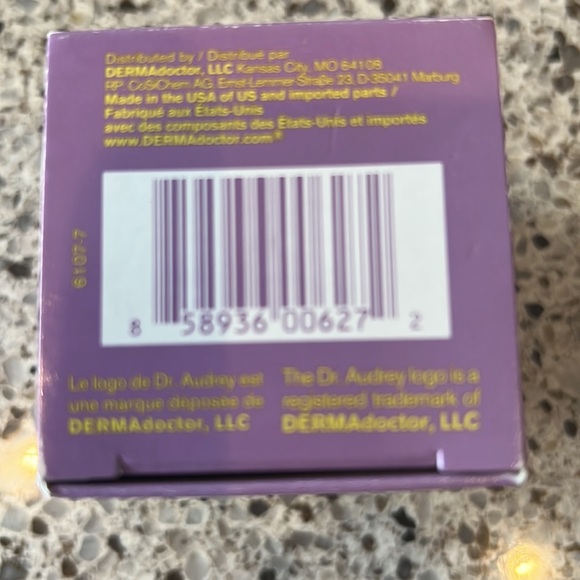 Distributed by / Distribué par
DERMAdoctor, LLC Kansas City, MO 64108
RP: CoSiChem AG, Ernst-Lemmer-Straße 23, D-35041 Marburg
Made in the USA of US and imported parts /
Fabriqué aux États-Unis
avec des composants des États-Unis et importés
www.DERMAdoctor.com®
6107-7
8 58936 00627 2
Le logo de Dr. Audrey est
une marque déposée de
DERMAdoctor, LLC
The Dr. Audrey logo is a
registered trademark of
DERMAdoctor, LLC